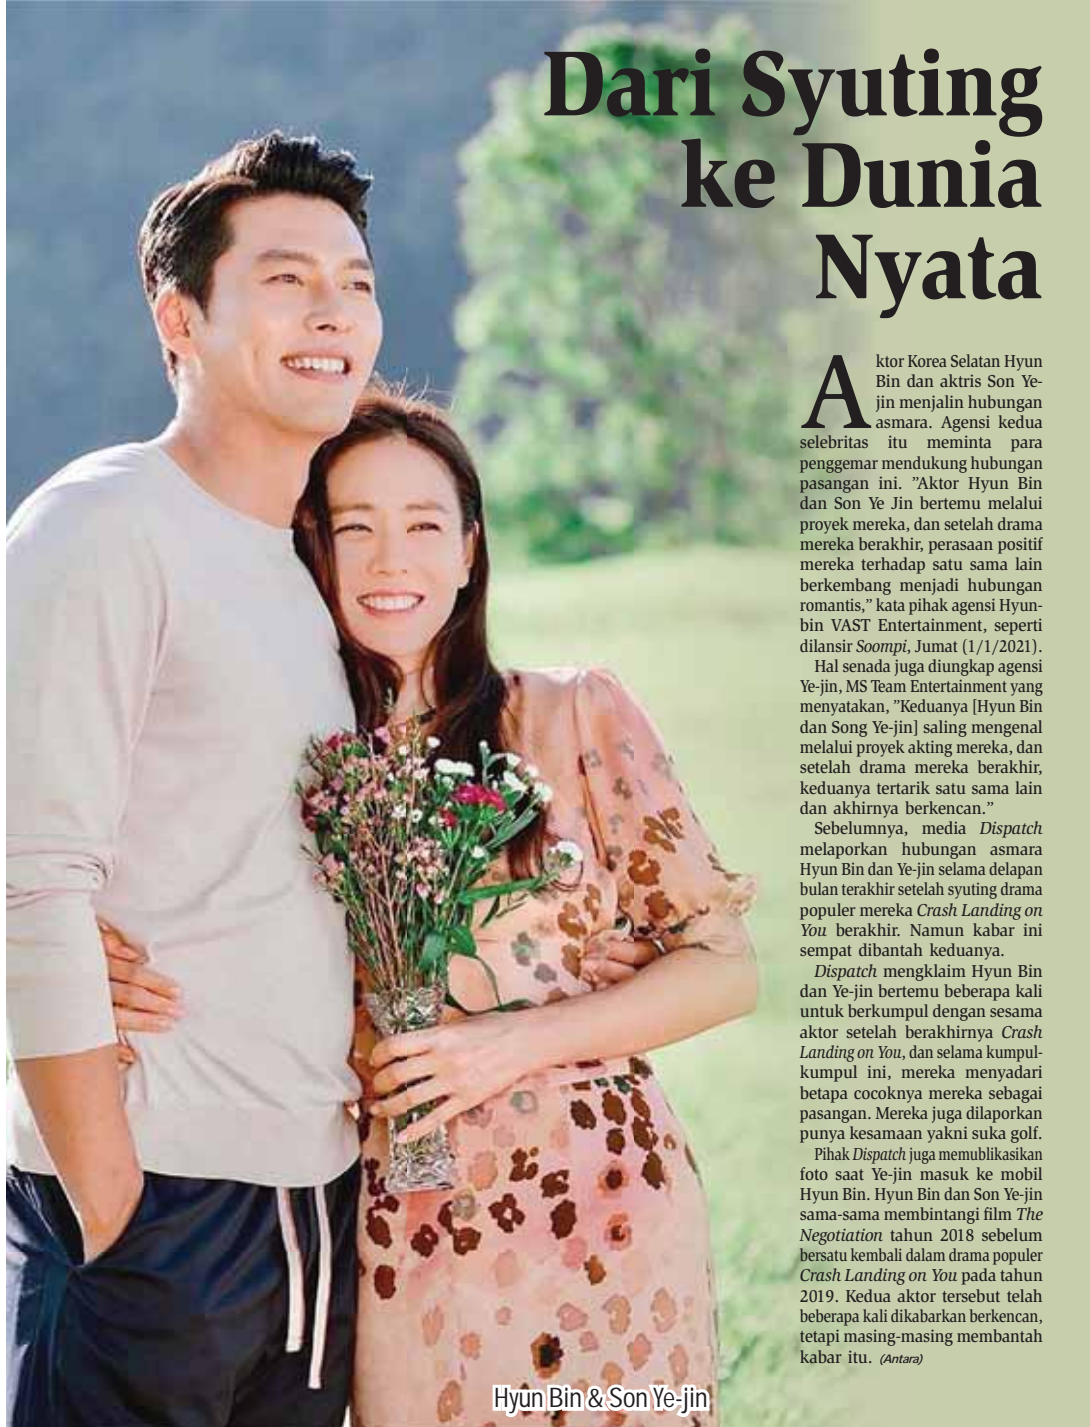 Dari Syuting
ke Dunia
Nyata
Aktor Korea Selatan Hyun
Bin dan aktris Son Ye-
jin menjalin hubungan
asmara. Agensi kedua
selebritas itu meminta para
penggemar mendukung hubungan
pasangan ini. ”Aktor Hyun Bin
dan Son Ye Jin bertemu melalui
proyek mereka, dan setelah drama
mereka berakhir, perasaan positif
mereka terhadap satu sama lain
berkembang menjadi hubungan
romantis,” kata pihak agensi Hyun-
bin VAST Entertainment, seperti
dilansir Soompi, Jumat (1/1/2021).
Hal senada juga diungkap agensi
Ye-jin, MS Team Entertainment yang
menyatakan, ”Keduanya [Hyun Bin
dan Song Ye-jin] saling mengenal
melalui proyek akting mereka, dan
setelah drama mereka berakhir,
keduanya tertarik satu sama lain
dan akhirnya berkencan.”
Sebelumnya, media Dispatch
melaporkan hubungan asmara
Hyun Bin dan Ye-jin selama delapan
bulan terakhir setelah syuting drama
populer mereka Crash Landing on
You berakhir. Namun kabar ini
sempat dibantah keduanya.
Dispatch mengklaim Hyun Bin
dan Ye-jin bertemu beberapa kali
untuk berkumpul dengan sesama
aktor setelah berakhirnya Crash
Landing on You, dan selama kumpul-
kumpul ini, mereka menyadari
betapa cocoknya mereka sebagai
pasangan. Mereka juga dilaporkan
punya kesamaan yakni suka golf.
Pihak Dispatch juga memublikasikan
foto saat Ye-jin masuk ke mobil
Hyun Bin. Hyun Bin dan Son Ye-jin
sama-sama membintangi film The
Negotiation tahun 2018 sebelum
bersatu kembali dalam drama populer
Crash Landing on You pada tahun
2019. Kedua aktor tersebut telah
beberapa kali dikabarkan berkencan,
tetapi masing-masing membantah
kabar itu. (Antara)
Hyun Bin & Son Ye-jin